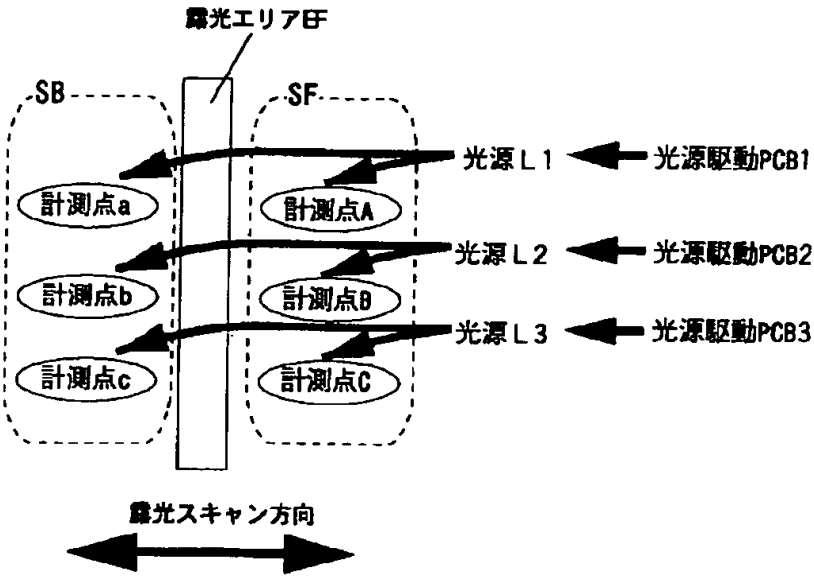 露光エリアEF
SB
SF
光源L1
光源駆動PCB1
計測点a
計測点A
光源L2
光源駆動PCB2
計測点b
計測点B
光源L3
光源駆動PCB3
計測点c
計測点C
露光スキャン方向